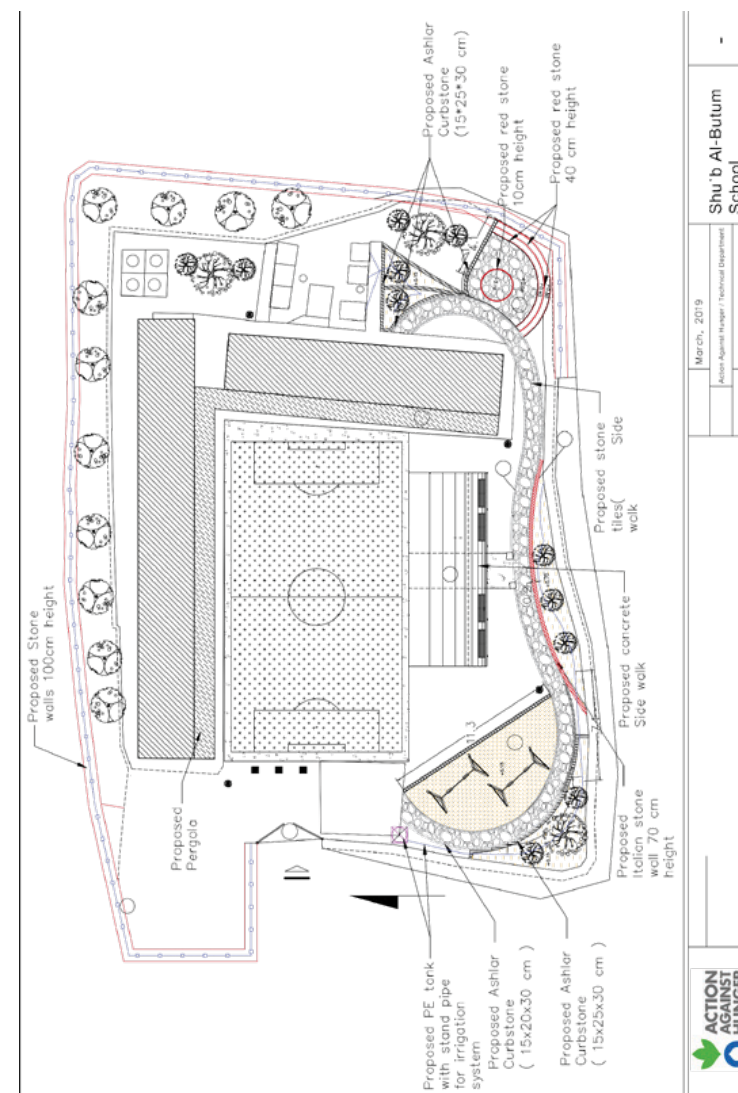 Proposed Ashlar
Curbstone
(15*25*30 cm)
Proposed red stone
10cm height
Proposed red stone
40 cm height
Proposed Stone
walls 100cm height
Proposed
Pergola
Proposed stone
tiles( Side
walk
Proposed concrete
Side walk
Proposed
Italian stone
wall 70 cm
height
11.3
Proposed PE tank
with stand pipe
for irrigation
system
Proposed Ashlar
Curbstone
( 15x20x30 cm )
Proposed Ashlar
Curbstone
( 15x25x30 cm )
-
Shu`b Al-Butum
School
March, 2019
Action Against Hunger / Technical Department
ACTION
AGAINST
HUNGER